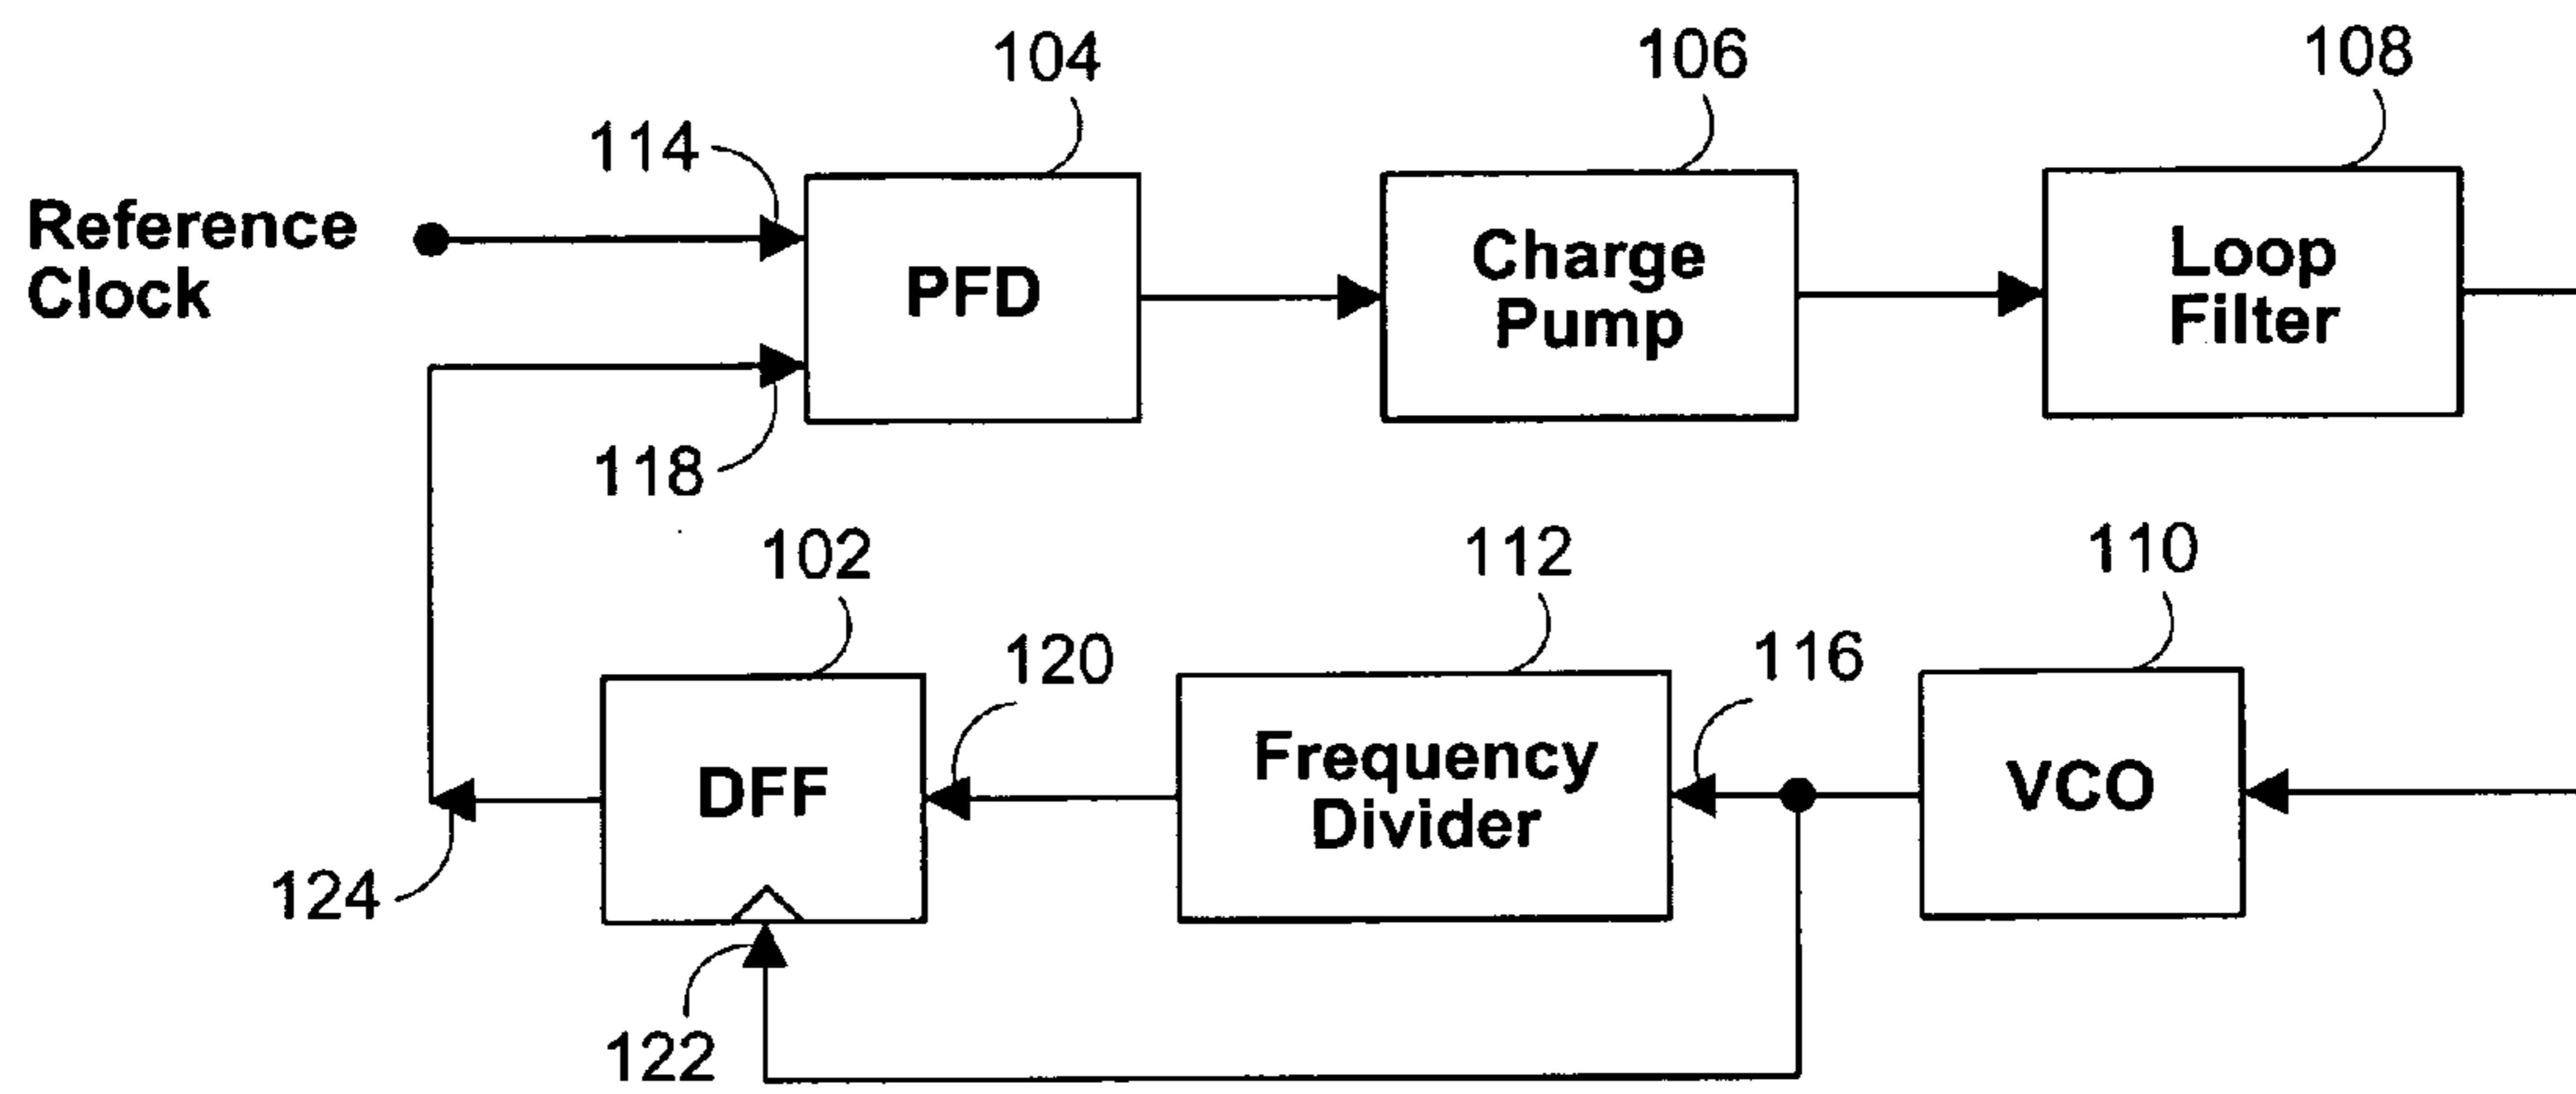 104
106
108
114
Reference
Clock
PFD
Charge
Pump
Loop
Filter
118
102
112
110
120
116
DFF
Frequency
Divider
VCO
124
122